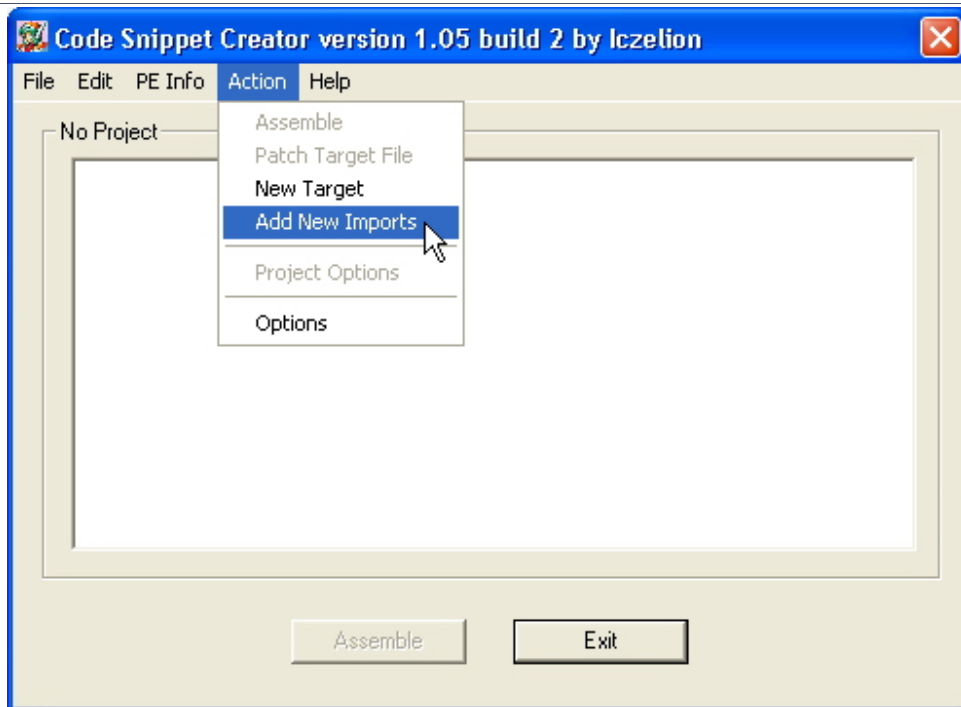 Code Snippet Creator version 1.05 build 2 by Iczelion
File Edit PE Info Action Help
No Project
Assemble
Patch Target File
New Target
Add New Imports
Project Options
Options
Assemble Exit